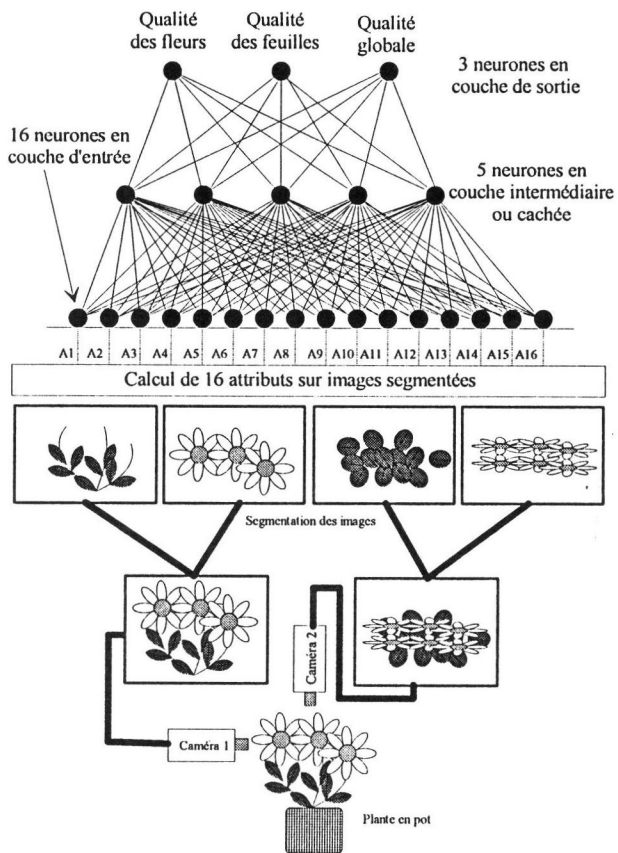 Qualité
des fleurs
Qualité
des feuilles
Qualité
globale
3 neurones en
couche de sortie
16 neurones en
couche d'entrée
5 neurones en
couche intermédiaire
ou cachée
A1 A2 A3 A4 A5 A6 A7 A8 A9 A10 A11 A12 A13 A14 A15 A16
Calcul de 16 attributs sur images segmentées
Segmentation des images
Caméra 2
Caméra 1
Plante en pot